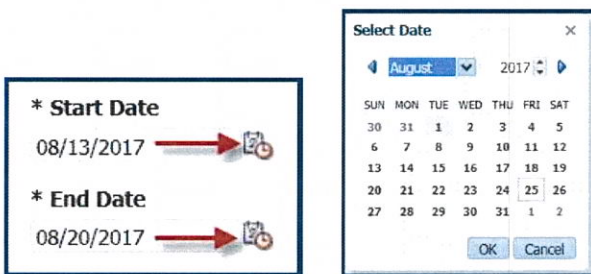 * Start Date
08/13/2017
* End Date
08/20/2017
Select Date
August 2017
SUN MON TUE WED THU FRI SAT
30 31 1 2 3 4 5
6 7 8 9 10 11 12
13 14 15 16 17 18 19
20 21 22 23 24 25 26
27 28 29 30 31 1 2
OK Cancel